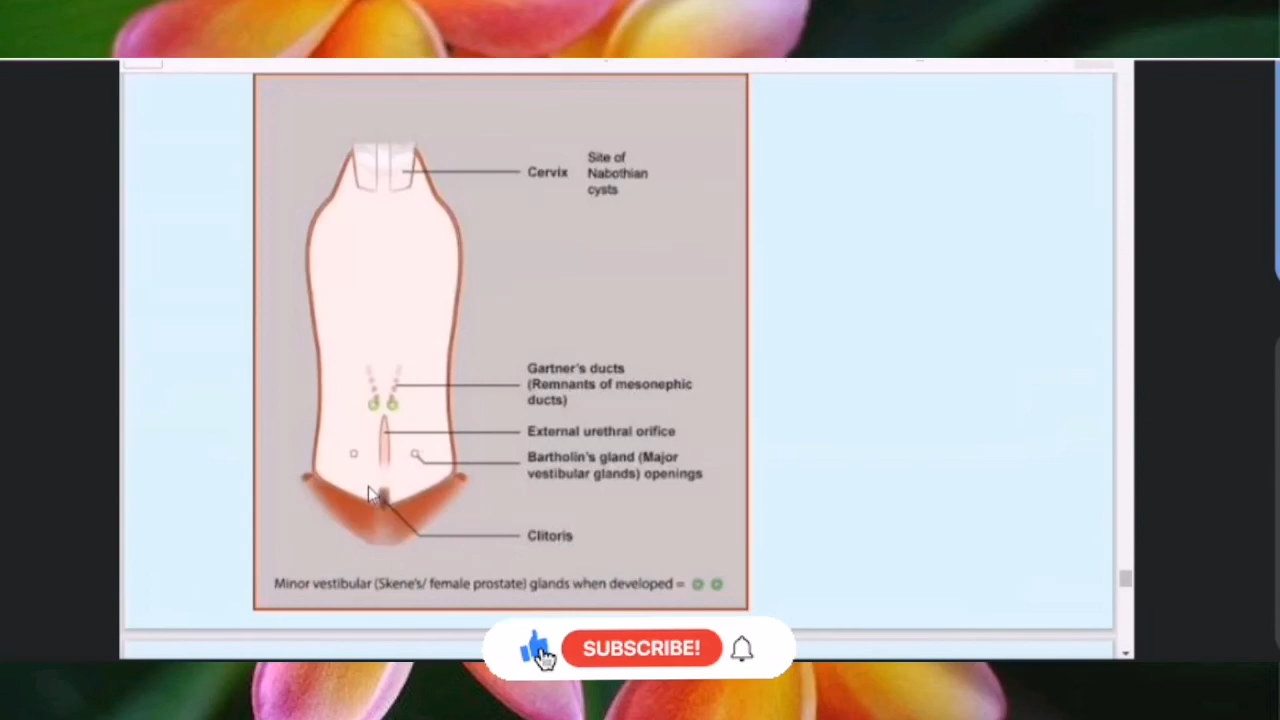 Cervix
Site of
Nabothian
cysts
Gartner's ducts
(Remnants of mesonephic
ducts)
External urethral orifice
Bartholin's gland (Major
vestibular glands) openings
Clitoris
Minor vestibular (Skene's/ female prostate) glands when developed =
SUBSCRIBE!